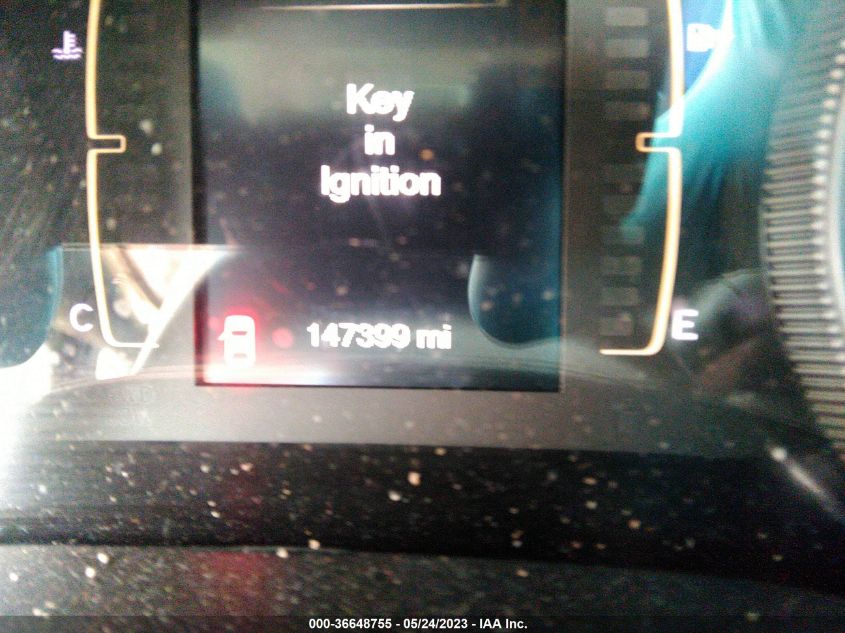 Key
in
Ignition
C
147399 mi
E
000-36648755 - 05/24/2023 - IAA Inc.